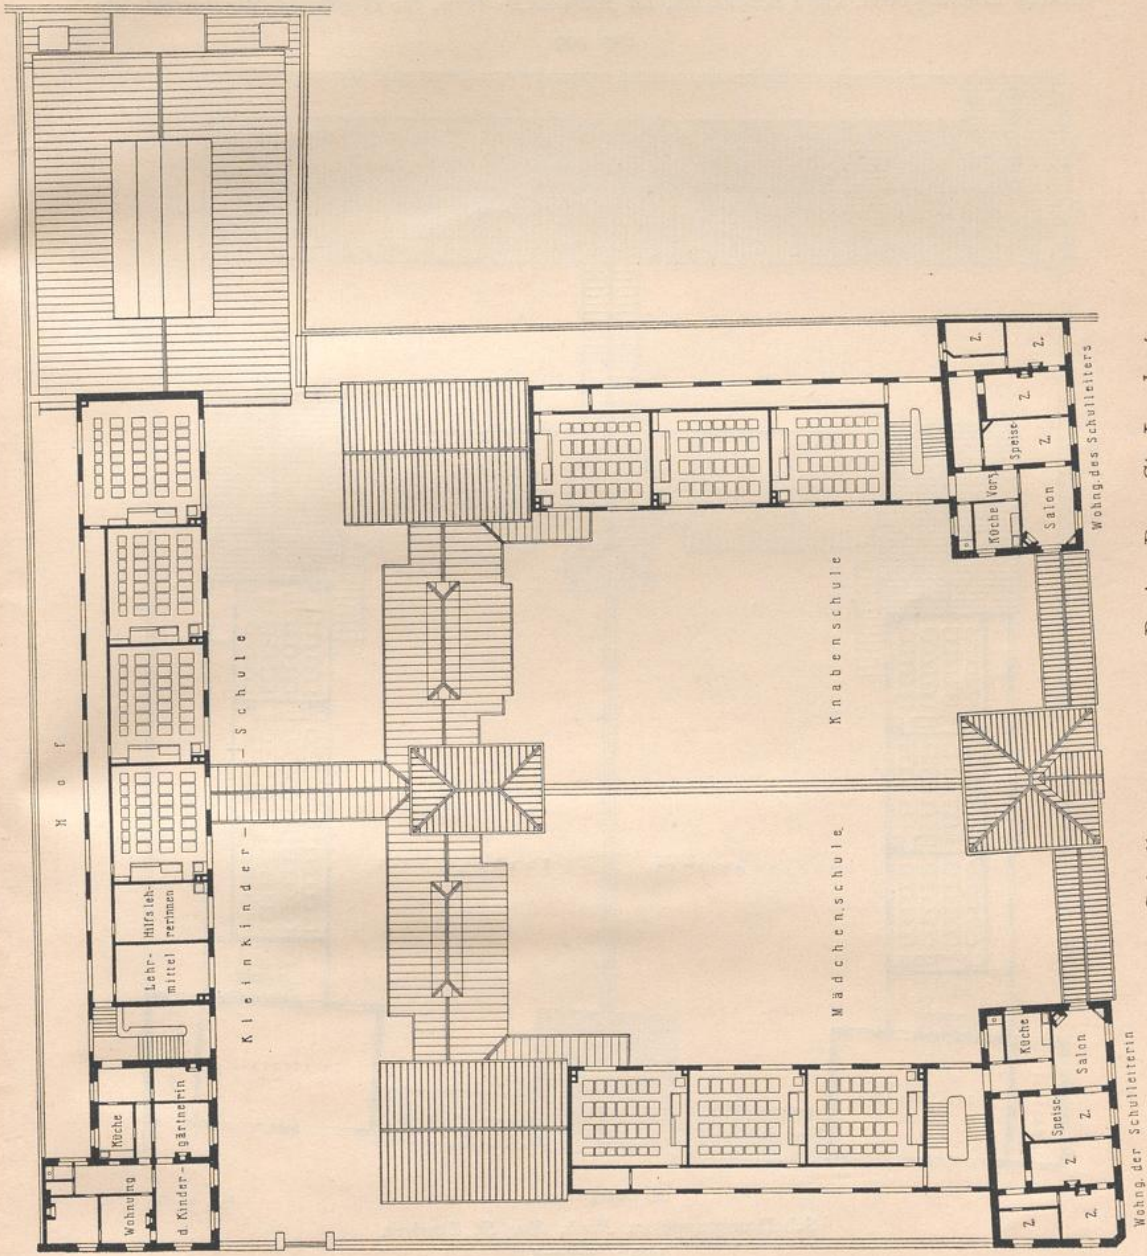 Hof
Kleinkinder-
-Schule
Hilfsleh-
rerinnen
Lehr-
mittel
Küche
Wohnung
d. Kinder-
gärtnerin
Knabenschule
Mädchenschule
Z.
Z.
Z.
Speise
Z.
Vorz
Küche
Salon
Wohng. des Schulleiters
Küche
Salon
Speise
Z.
Z
Z
Z.
Wohng. der Schulleiterin